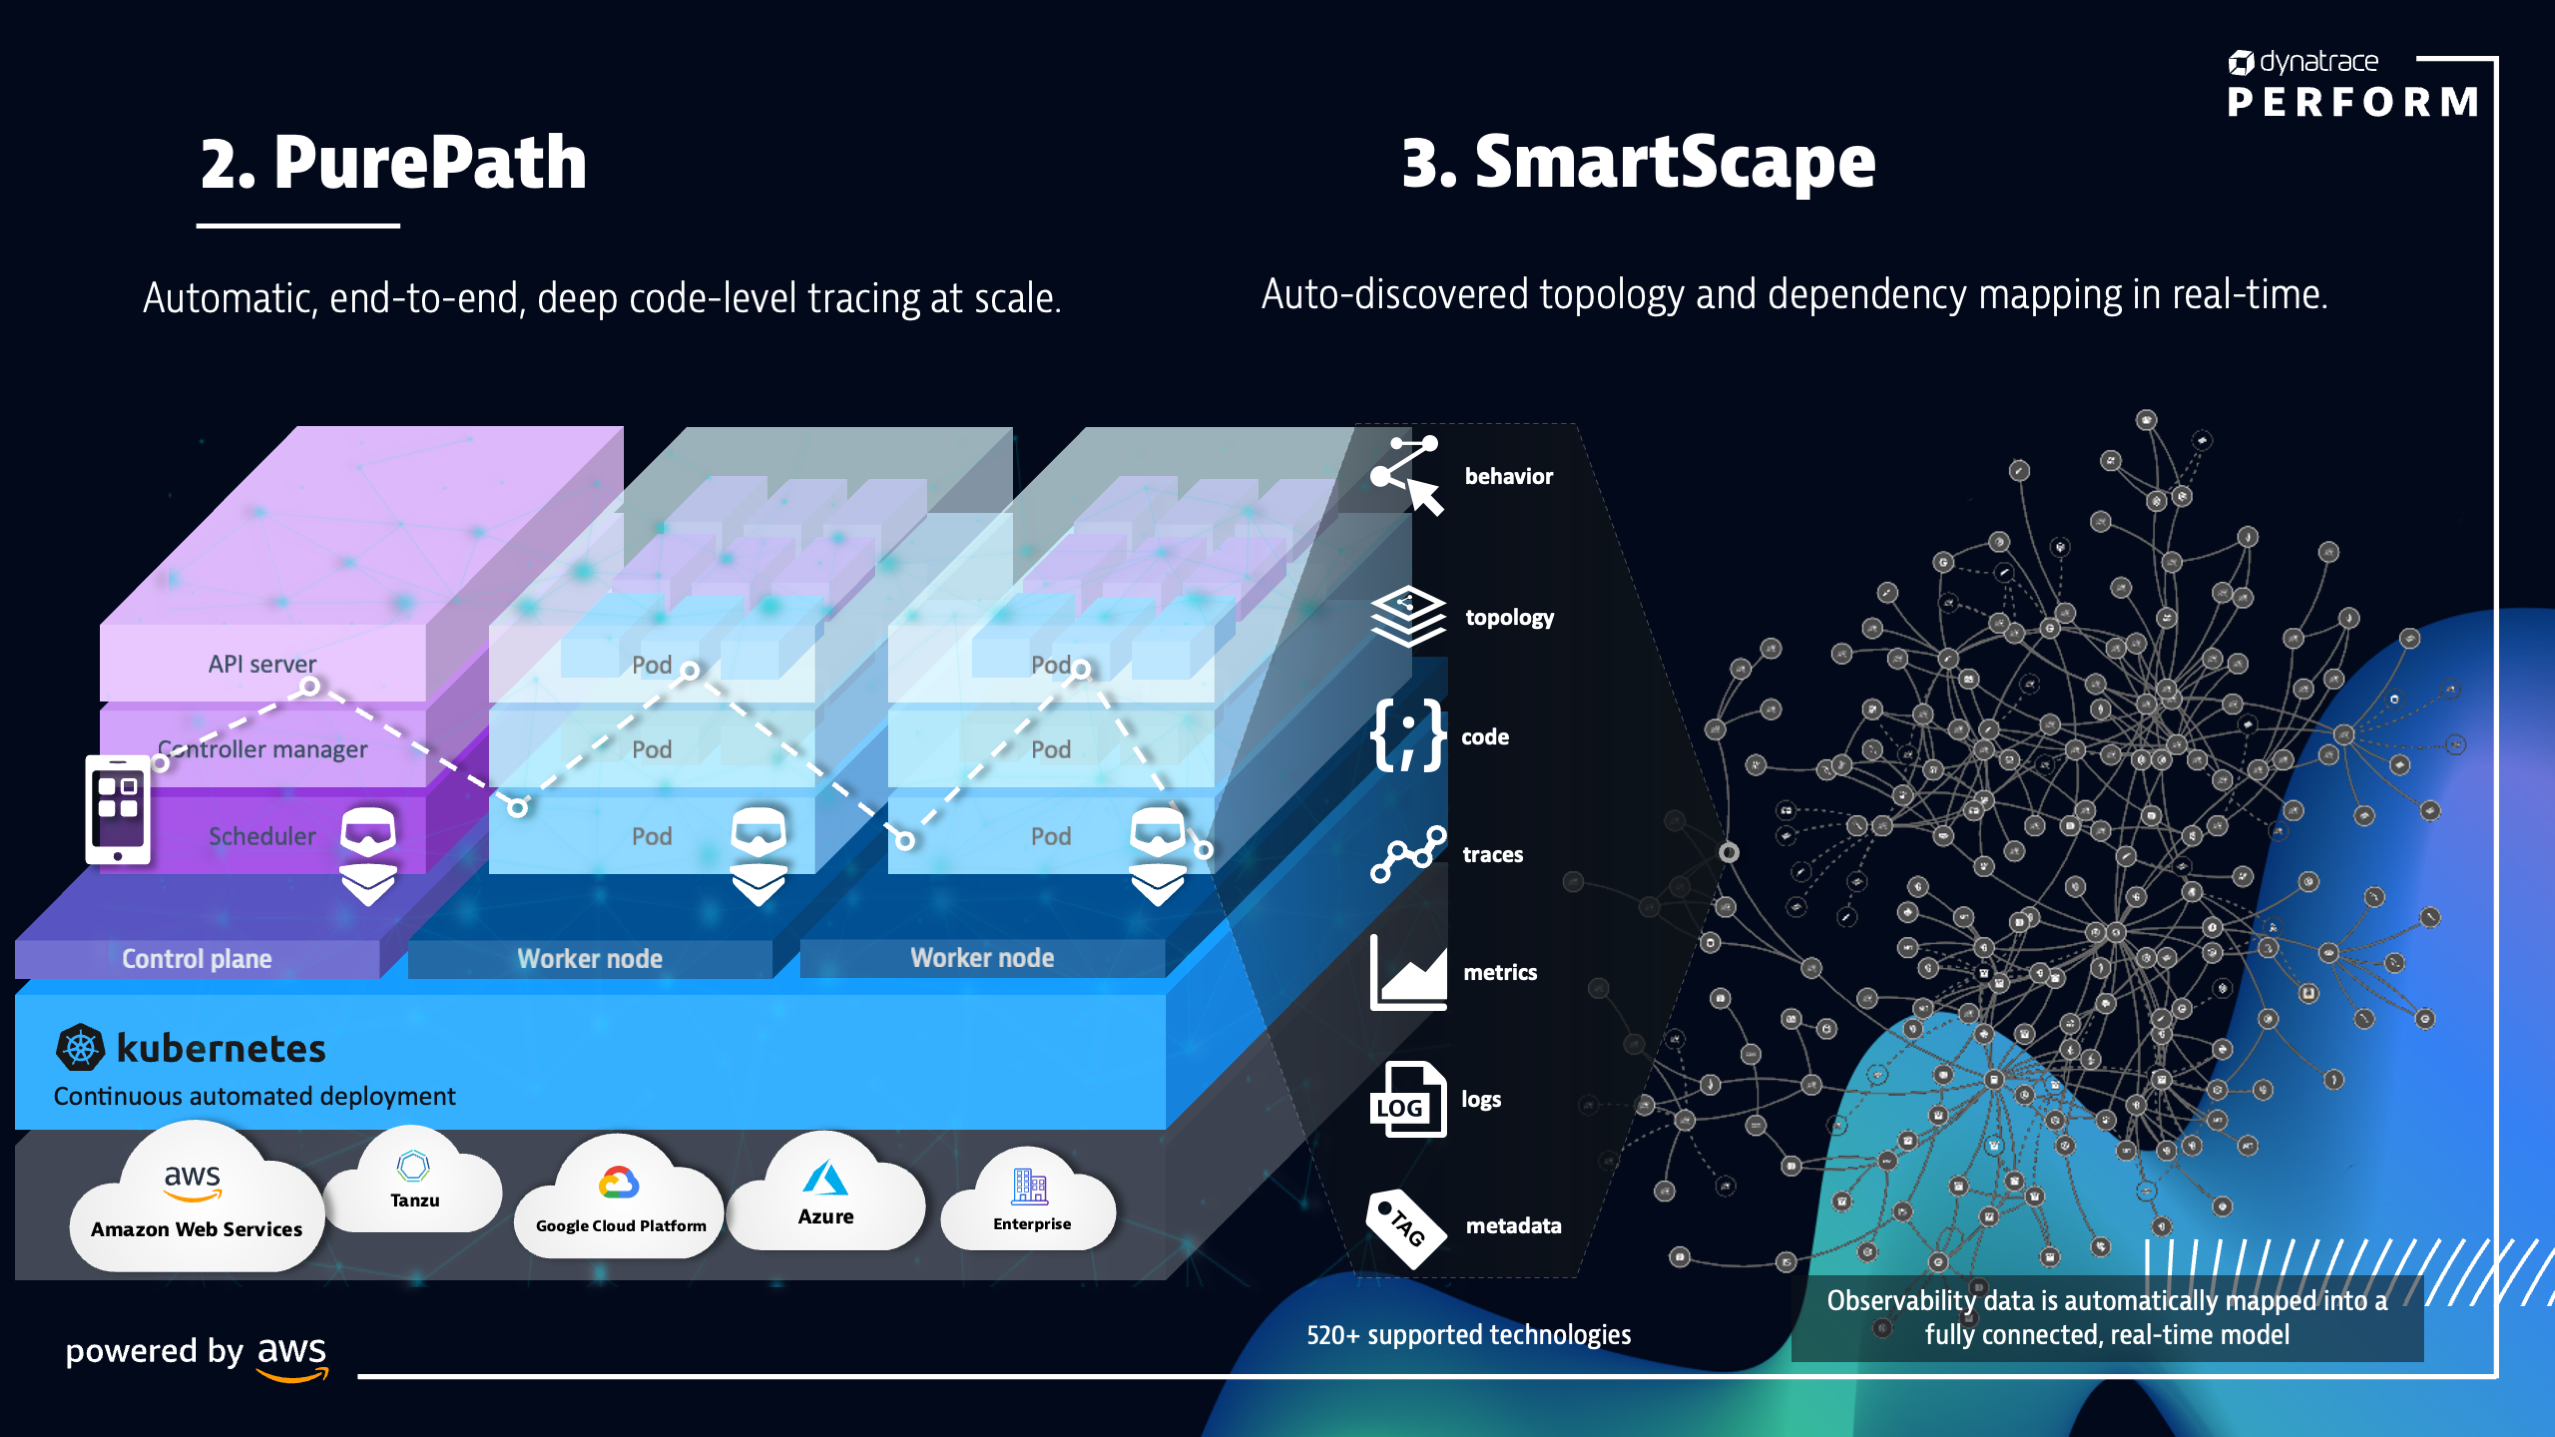 dynatrace
PERFORM
2. PurePath
Automatic, end-to-end, deep code-level tracing at scale.
3. SmartScape
Auto-discovered topology and dependency mapping in real-time.
API server
Controller manager
Scheduler
Pod
Pod
Pod
Pod
Pod
Pod
Control plane
Worker node
Worker node
kubernetes
Continuous automated deployment
aws
Amazon Web Services
Tanzu
Google Cloud Platform
Azure
Enterprise
behavior
topology
{;}
code
traces
metrics
LOG
logs
TAG
metadata
520+ supported technologies
Observability data is automatically mapped into a
fully connected, real-time model
powered by aws